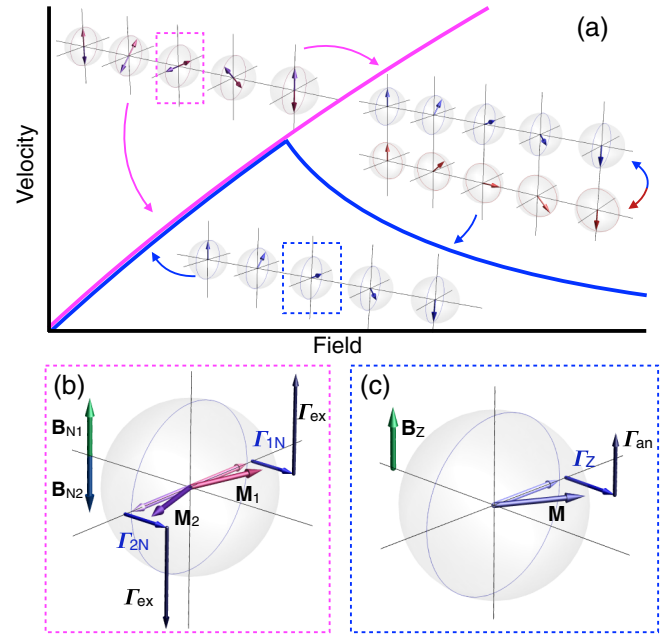 (a)
Velocity
Field
(b)
B_N1
B_N2
Γ_1N
Γ_ex
M_1
M_2
Γ_2N
Γ_ex
(c)
B_Z
Γ_Z
Γ_an
M